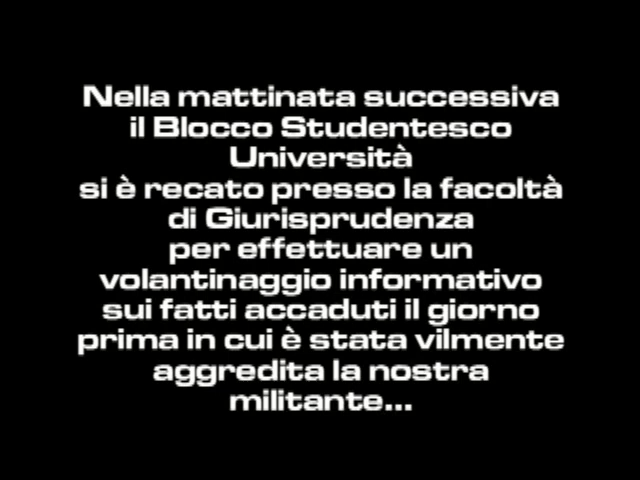 Nella mattinata successiva
il Blocco Studentesco
Università
si è recato presso la facoltà
di Giurisprudenza
per effettuare un
volantinaggio informativo
sui fatti accaduti il giorno
prima in cui è stata vilmente
aggredita la nostra
militante...